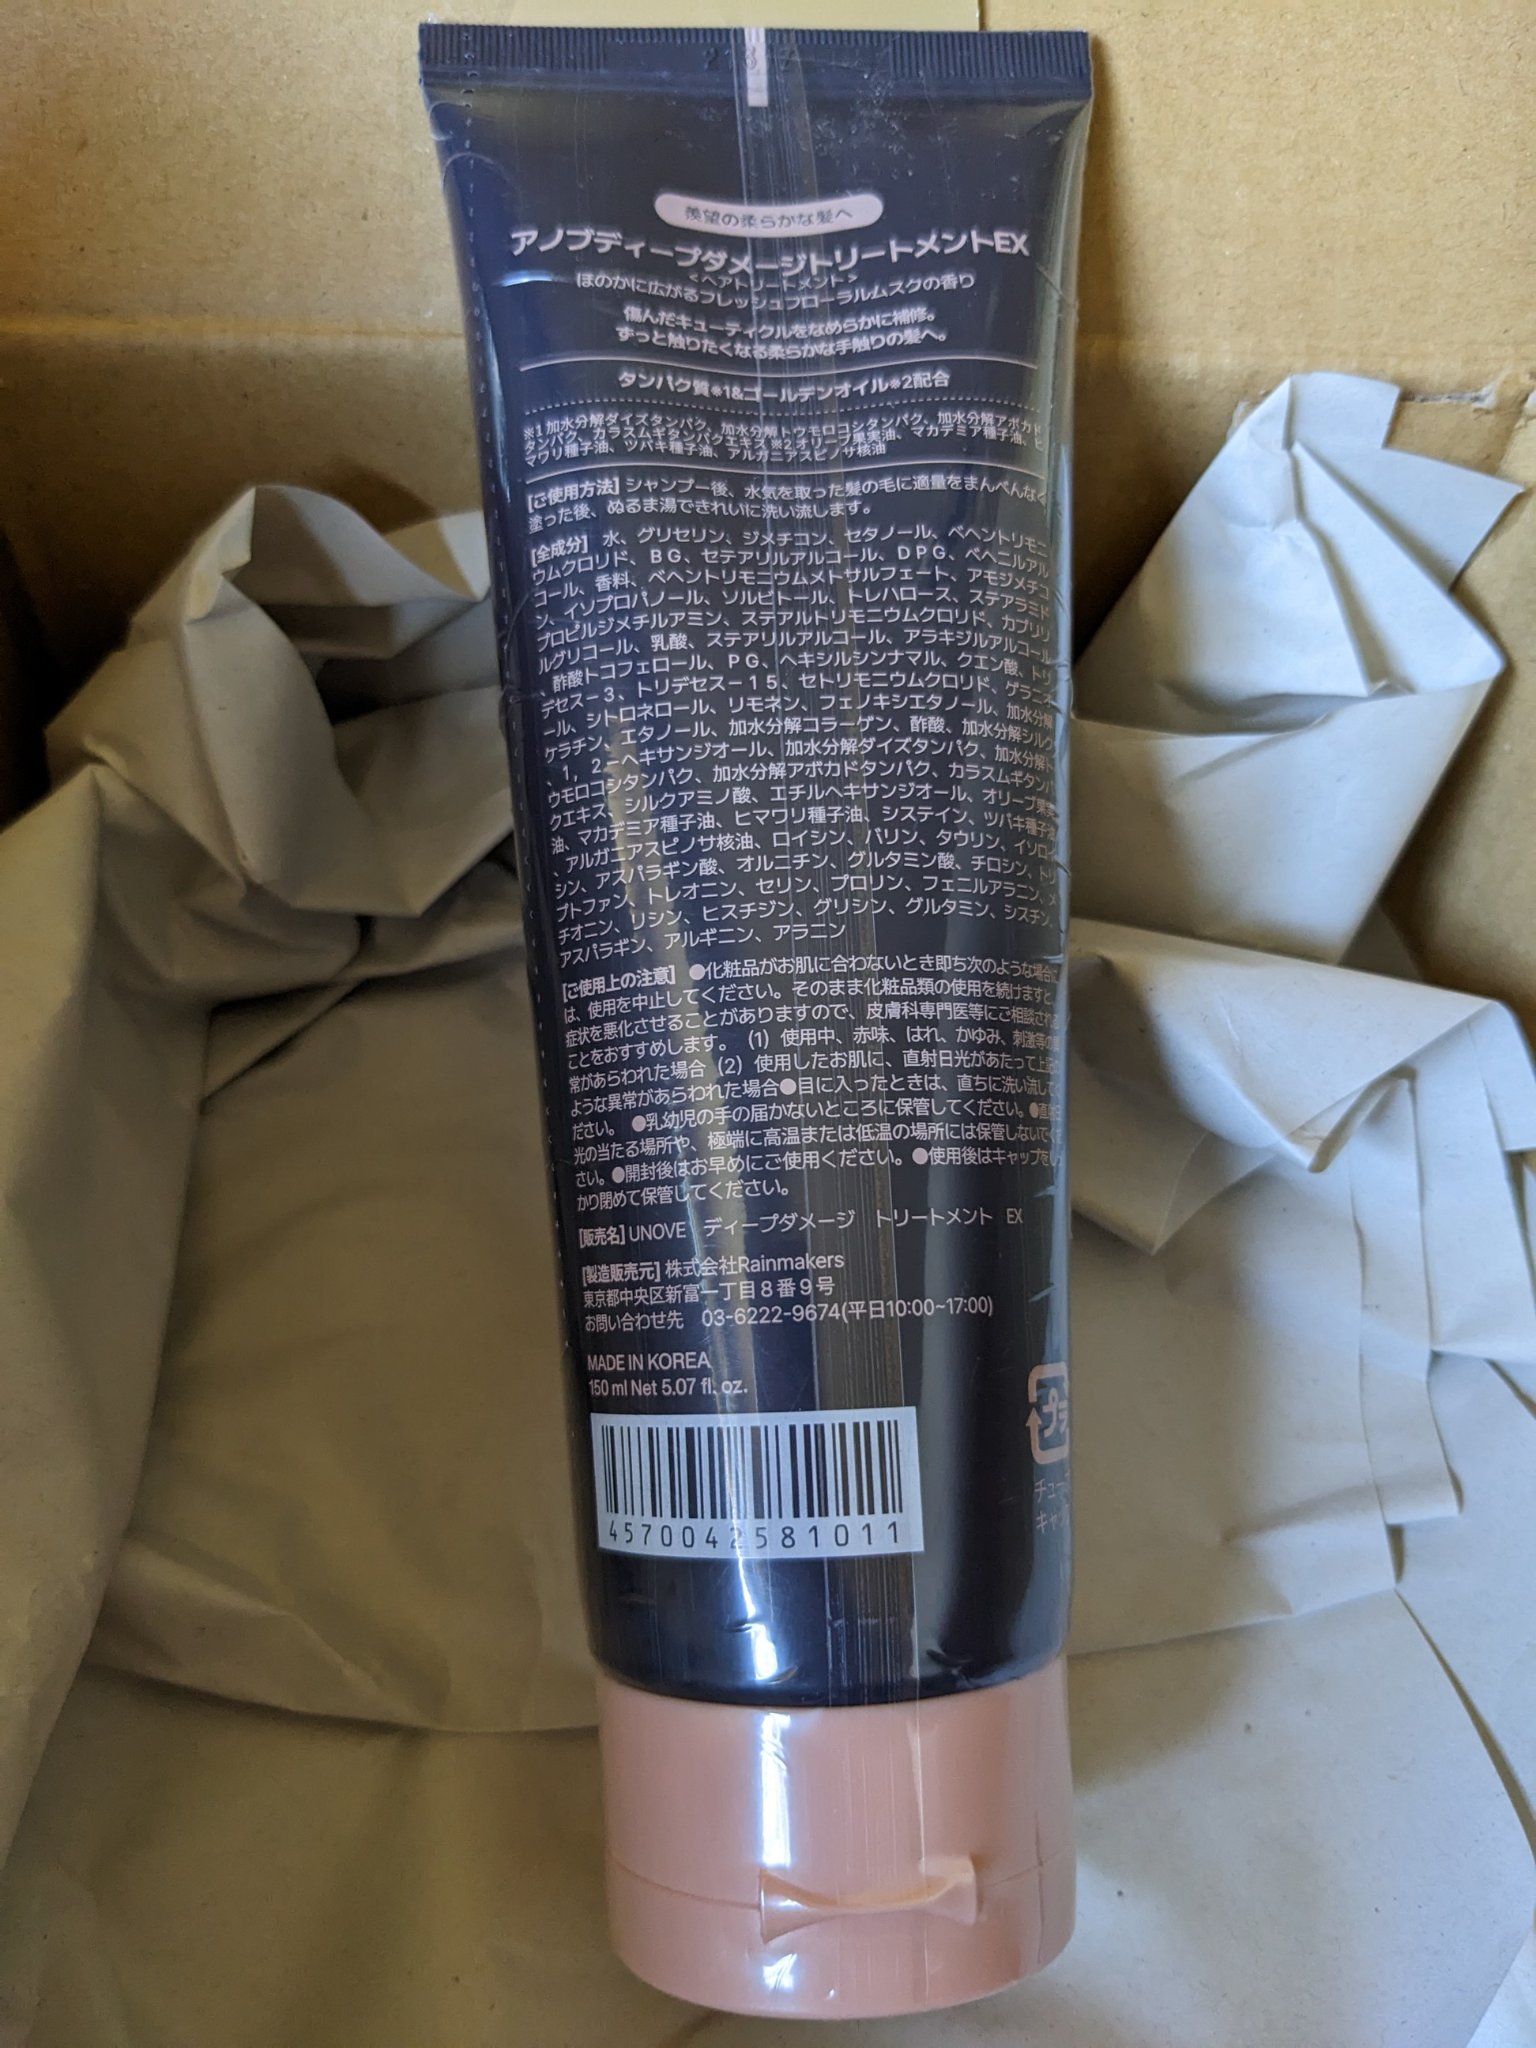 羨望の柔らかな髪へ
アノブディープダメージトリートメントEX
<ヘアトリートメント>
ほのかに広がるフレッシュフローラルムスクの香り
傷んだキューティクルをなめらかに補修。
ずっと触りたくなる柔らかな手触りの髪へ。
タンパク質※1&ゴールデンオイル※2配合
※1加水分解ダイズタンパク、加水分解トウモロコシタンパク、加水分解アボカド
タンパク、カラスムギタンパクエキス ※2オリーブ果実油、マカデミア種子油、ヒ
マワリ種子油、ツバキ種子油、アルガニアスピノサ核油
[ご使用方法] シャンプー後、水気を取った髪の毛に適量をまんべんなく
塗った後、ぬるま湯できれいに洗い流します。
[全成分] 水、グリセリン、ジメチコン、セタノール、ベヘントリモニ
ウムクロリド、BG、セテアリルアルコール、DPG、ベヘニルアル
コール、香料、ベヘントリモニウムメトサルフェート、アモジメチコ
ン、イソプロパノール、ソルビトール、トレハロース、ステアラミド
プロピルジメチルアミン、ステアルトリモニウムクロリド、カプリリ
ルグリコール、乳酸、ステアリルアルコール、アラキジルアルコール
、酢酸トコフェロール、PG、ヘキシルシンナマル、クエン酸、トリ
デセス-3、トリデセス-15、セトリモニウムクロリド、ゲラニオ
ール、シトロネロール、リモネン、フェノキシエタノール、加水分解
ケラチン、エタノール、加水分解コラーゲン、酢酸、加水分解シルク
、1,2-ヘキサンジオール、加水分解ダイズタンパク、加水分解ト
ウモロコシタンパク、加水分解アボカドタンパク、カラスムギタンパ
クエキス、シルクアミノ酸、エチルヘキサンジオール、オリーブ果実
油、マカデミア種子油、ヒマワリ種子油、システイン、ツバキ種子油
、アルガニアスピノサ核油、ロイシン、バリン、タウリン、イソロイ
シン、アスパラギン酸、オルニチン、グルタミン酸、チロシン、トリ
プトファン、トレオニン、セリン、プロリン、フェニルアラニン、メ
チオニン、リシン、ヒスチジン、グリシン、グルタミン、シスチン、
アスパラギン、アルギニン、アラニン
[ご使用上の注意] ●化粧品がお肌に合わないとき即ち次のような場合に
は、使用を中止してください。そのまま化粧品類の使用を続けますと、
症状を悪化させることがありますので、皮膚科専門医等にご相談される
ことをおすすめします。(1) 使用中、赤味、はれ、かゆみ、刺激等の異
常があらわれた場合 (2) 使用したお肌に、直射日光があたって上記の
ような異常があらわれた場合●目に入ったときは、直ちに洗い流してく
ださい。 ●乳幼児の手の届かないところに保管してください。●直射日
光の当たる場所や、極端に高温または低温の場所には保管しないでくだ
さい。●開封後はお早めにご使用ください。●使用後はキャップをしっ
かり閉めて保管してください。
[販売名] UNOVE ディープダメージ トリートメント EX
[製造販売元] 株式会社Rainmakers
東京都中央区新富一丁目8番9号
お問い合わせ先 03-6222-9674(平日10:00~17:00)
MADE IN KOREA
150 ml Net 5.07 fl. oz.
プラ
4570042581011